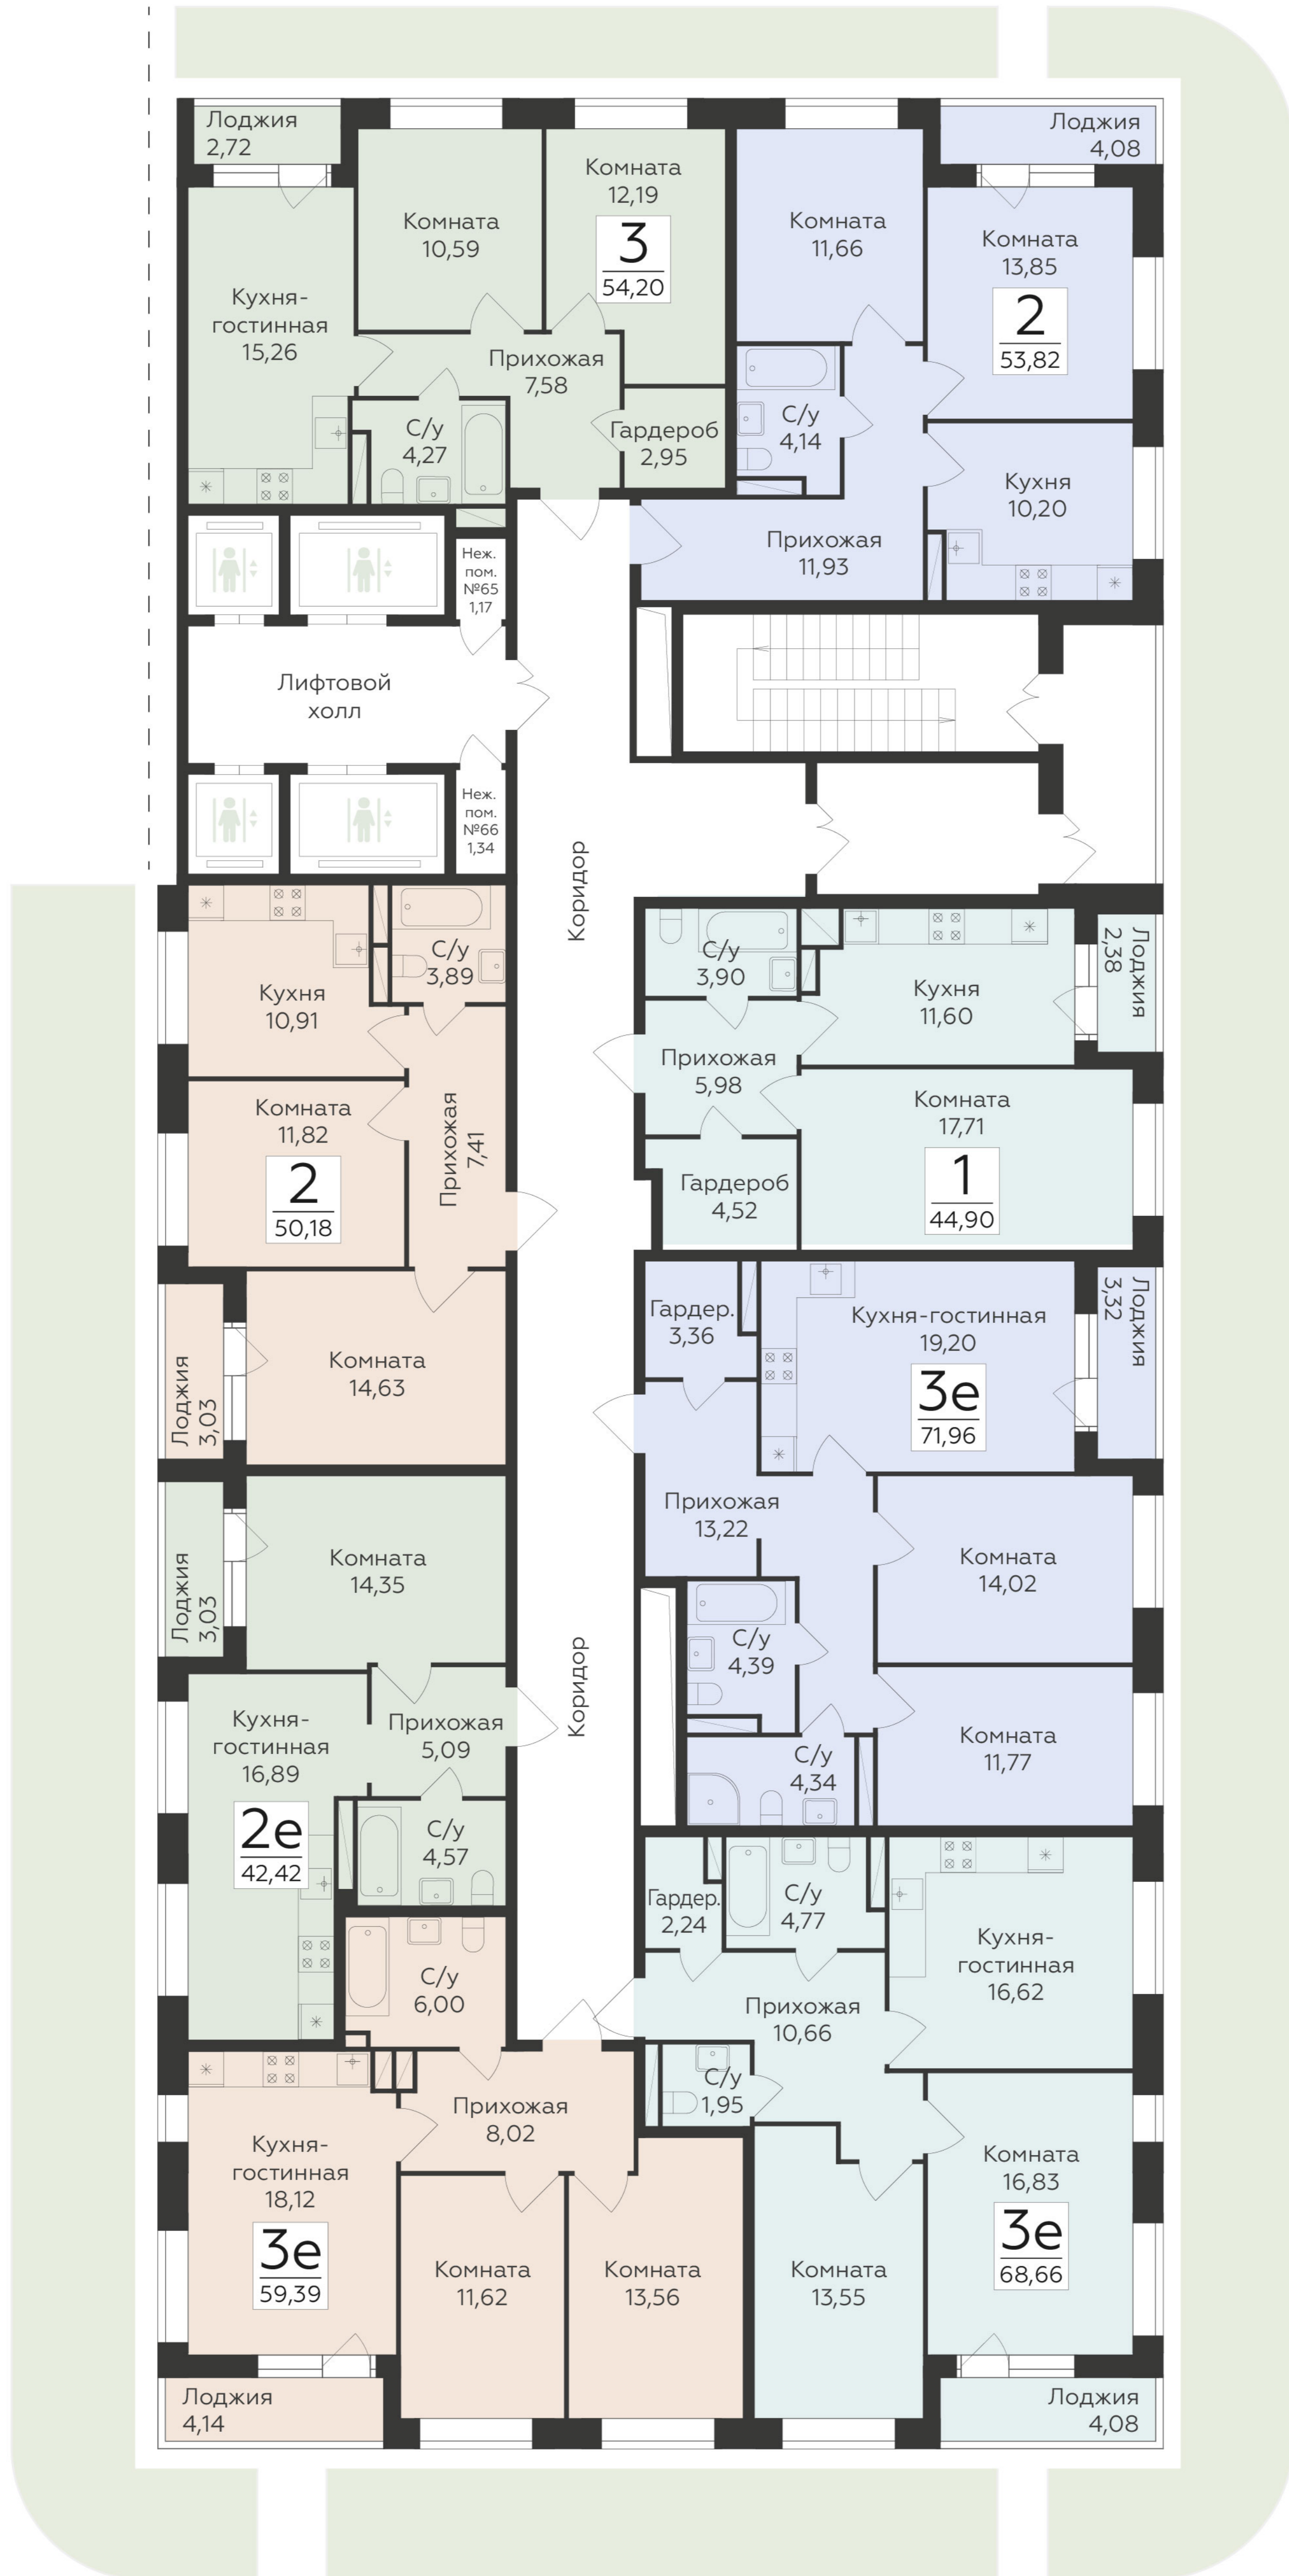 Лоджия
2,72
Комната
10,59
Комната
12,19
3
54,20
Кухня-
гостинная
15,26
Прихожая
7,58
С/у
4,27
Гардероб
2,95
Лоджия
4,08
Комната
11,66
Комната
13,85
2
53,82
С/у
4,14
Кухня
10,20
Прихожая
11,93
Неж.
пом.
№65
1,17
Лифтовой
холл
Неж.
пом.
№66
1,34
Коридор
Кухня
10,91
С/у
3,89
Комната
11,82
2
50,18
Прихожая
7,41
Комната
14,63
Лоджия
3,03
С/у
3,90
Кухня
11,60
Лоджия
2,38
Прихожая
5,98
Комната
17,71
1
44,90
Гардероб
4,52
Гардер.
3,36
Кухня-гостинная
19,20
3е
71,96
Лоджия
3,32
Прихожая
13,22
Комната
14,02
С/у
4,39
С/у
4,34
Комната
11,77
Лоджия
3,03
Комната
14,35
Коридор
Кухня-
гостинная
16,89
2е
42,42
Прихожая
5,09
С/у
4,57
С/у
6,00
Прихожая
8,02
Кухня-
гостинная
18,12
3е
59,39
Комната
11,62
Комната
13,56
Лоджия
4,14
Гардер.
2,24
С/у
4,77
Кухня-
гостинная
16,62
Прихожая
10,66
С/у
1,95
Комната
16,83
3е
68,66
Комната
13,55
Лоджия
4,08